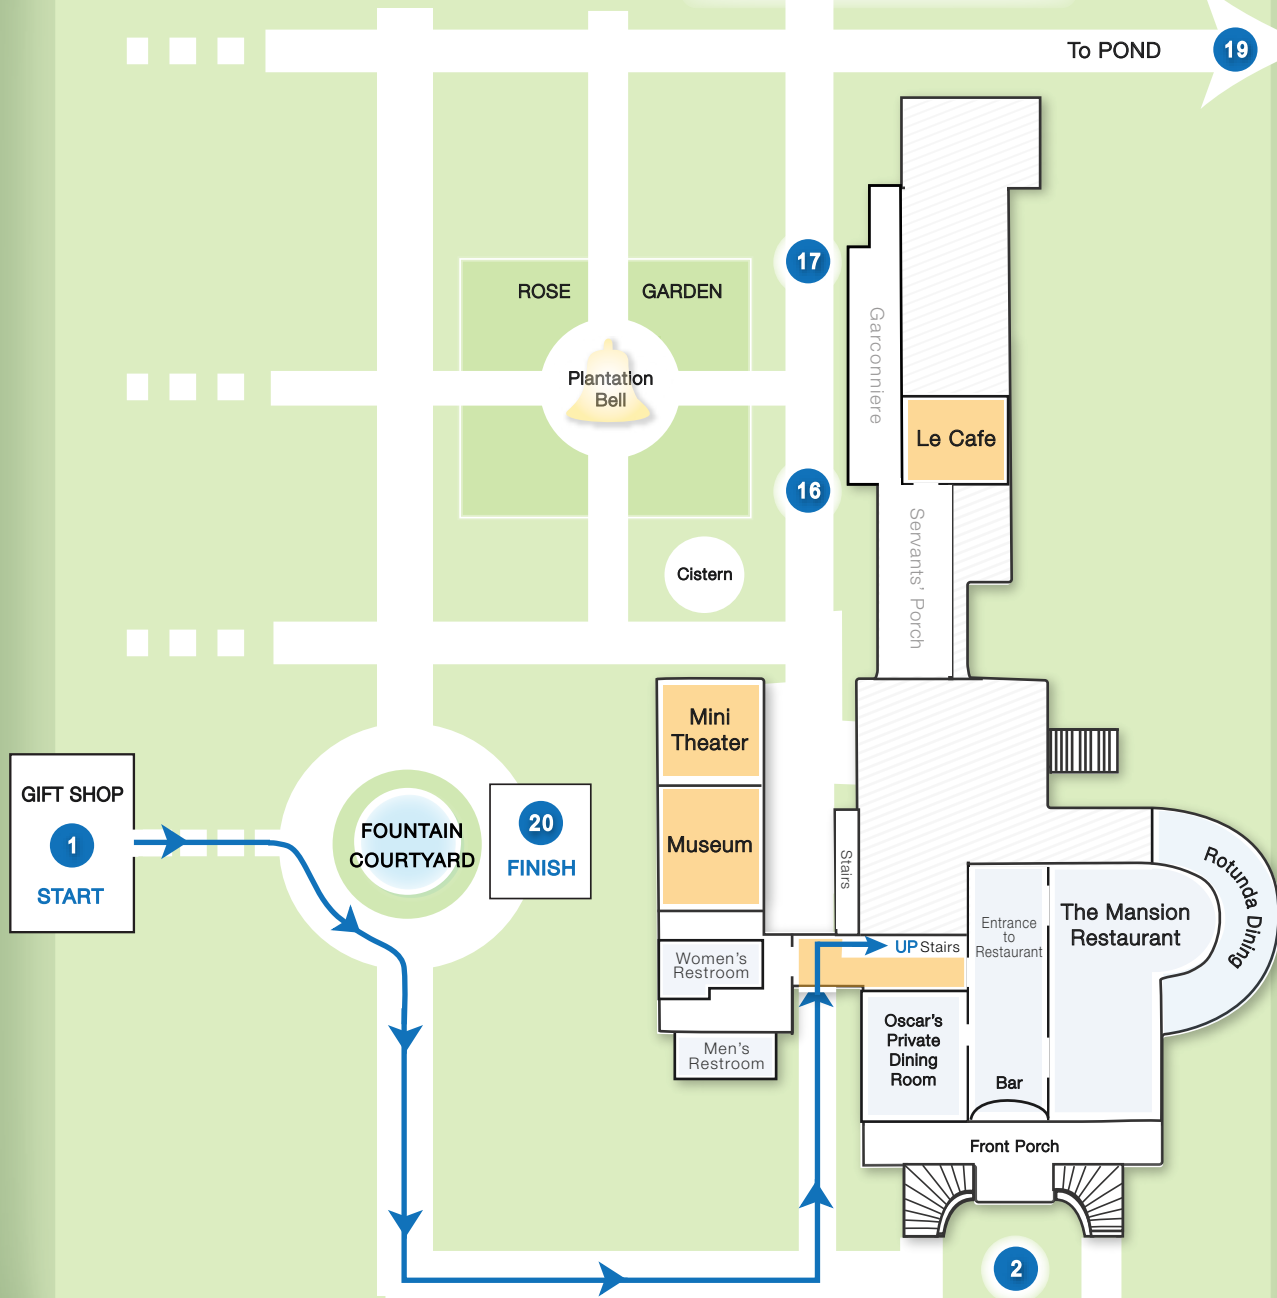 To POND
19
17
ROSE GARDEN
Plantation
Bell
Garconniere
Le Cafe
16
Servants' Porch
Cistern
Mini
Theater
GIFT SHOP
1
START
FOUNTAIN
COURTYARD
20
FINISH
Museum
Stairs
Rotunda Dining
The Mansion
Restaurant
Entrance
to
Restaurant
UP Stairs
Women's
Restroom
Oscar's
Private
Dining
Room
Men's
Restroom
Bar
Front Porch
2